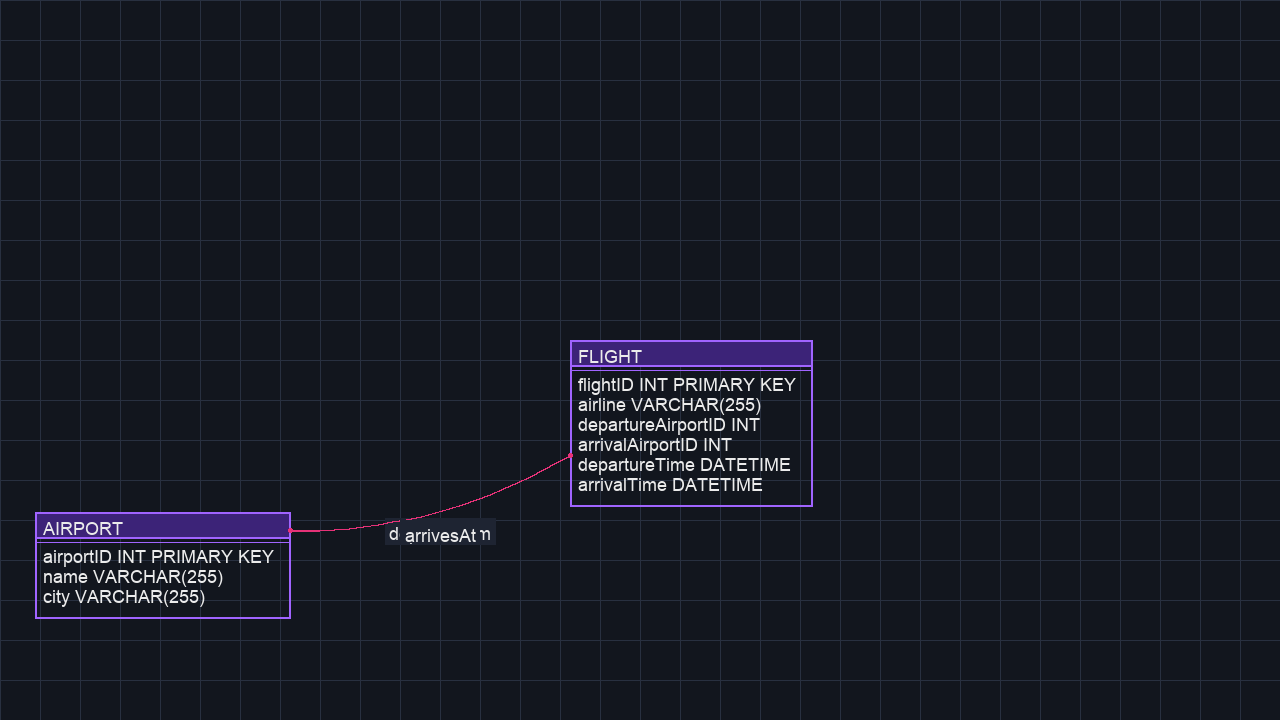 FLIGHT
flightID INT PRIMARY KEY
airline VARCHAR(255)
departureAirportID INT
arrivalAirportID INT
departureTime DATETIME
arrivalTime DATETIME
AIRPORT
airportID INT PRIMARY KEY
name VARCHAR(255)
city VARCHAR(255)
arrivesAt